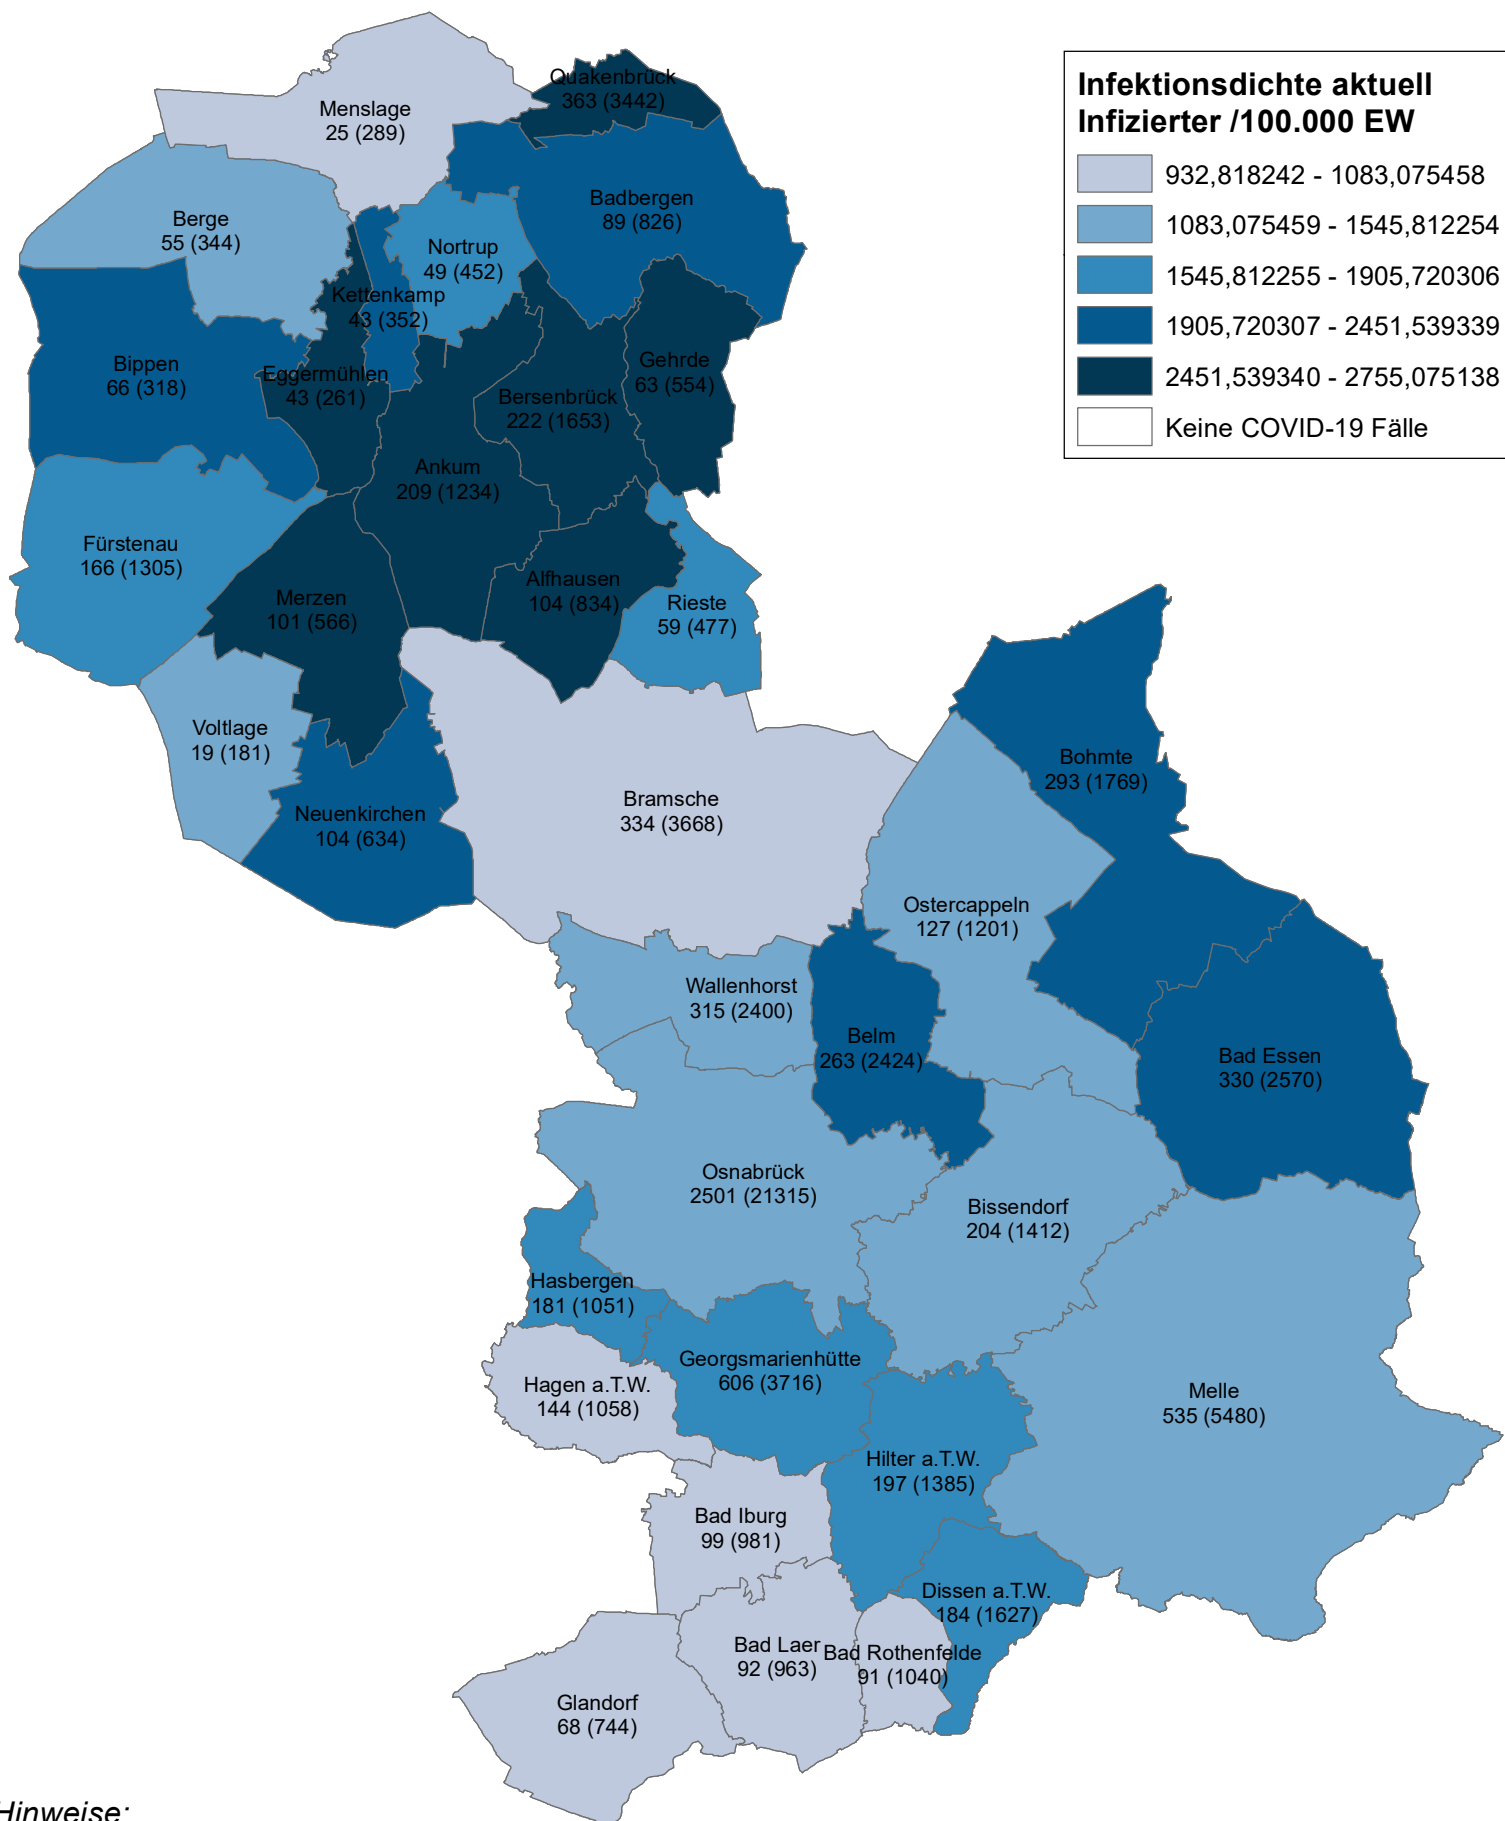 Infektionsdichte aktuell
Infizierter /100.000 EW
932,818242 - 1083,075458
1083,075459 - 1545,812254
1545,812255 - 1905,720306
1905,720307 - 2451,539339
2451,539340 - 2755,075138
Keine COVID-19 Fälle
Quakenbrück
363 (3442)
Menslage
25 (289)
Badbergen
89 (826)
Berge
55 (344)
Nortrup
49 (452)
Kettenkamp
43 (352)
Bippen
66 (318)
Eggermühlen
43 (261)
Gehrde
63 (554)
Bersenbrück
222 (1653)
Ankum
209 (1234)
Fürstenau
166 (1305)
Alfhausen
104 (834)
Merzen
101 (566)
Rieste
59 (477)
Voltlage
19 (181)
Bohmte
293 (1769)
Bramsche
334 (3668)
Neuenkirchen
104 (634)
Ostercappeln
127 (1201)
Wallenhorst
315 (2400)
Belm
263 (2424)
Bad Essen
330 (2570)
Osnabrück
2501 (21315)
Bissendorf
204 (1412)
Hasbergen
181 (1051)
Georgsmarienhütte
606 (3716)
Hagen a.T.W.
144 (1058)
Melle
535 (5480)
Hilter a.T.W.
197 (1385)
Bad Iburg
99 (981)
Dissen a.T.W.
184 (1627)
Bad Laer
92 (963)
Bad Rothenfelde
91 (1040)
Glandorf
68 (744)
Hinweise: